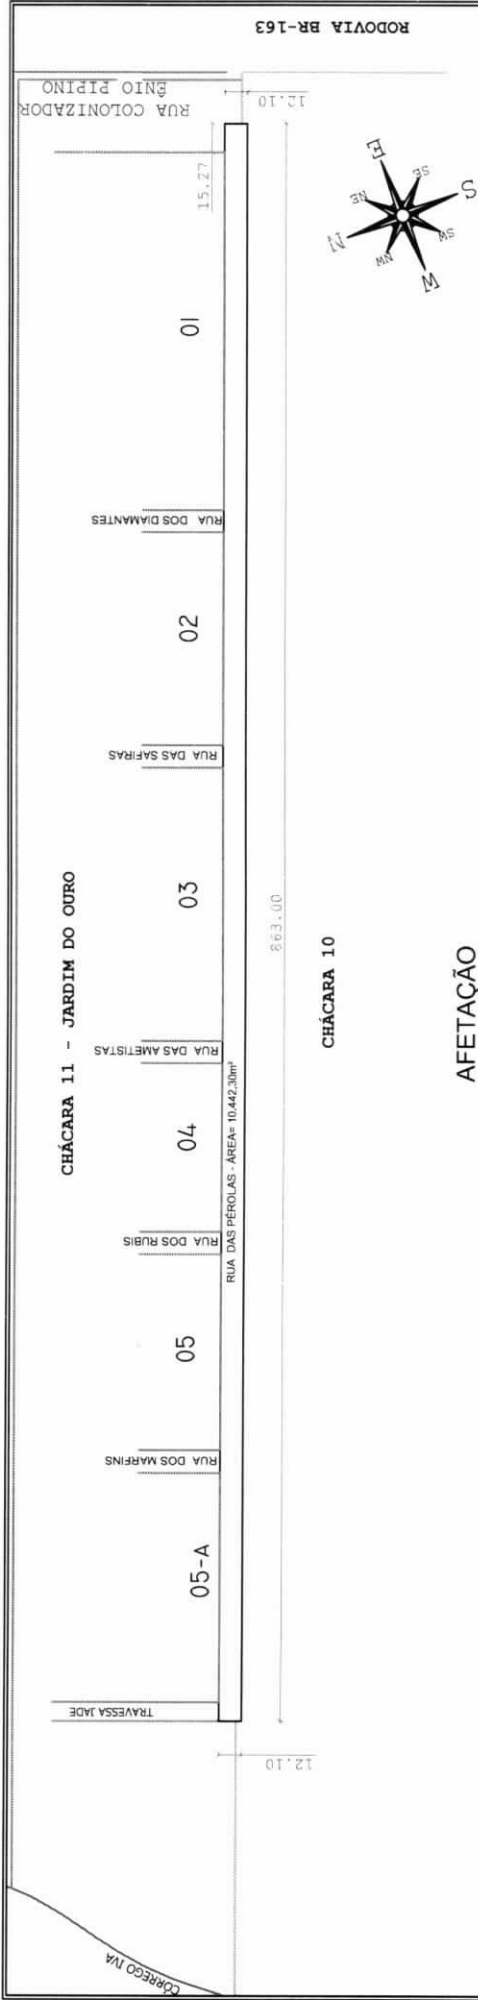 RODOVIA BR-163
RUA COLONIZADOR
ÊNIO PIPINO
12.10
15.27
E
SE
S
SW
W
NW
N
NE
01
RUA DOS DIAMANTES
02
RUA DAS SAFIRAS
03
CHÁCARA 11 - JARDIM DO OURO
RUA DAS AMETISTAS
04
RUA DAS PÉROLAS - ÁREA= 10.442,30m²
863.00
CHÁCARA 10
RUA DOS RUBIS
05
RUA DOS MARFINS
05-A
TRAVESSA JADE
12.10
CÓRREGO IVA
AFETAÇÃO